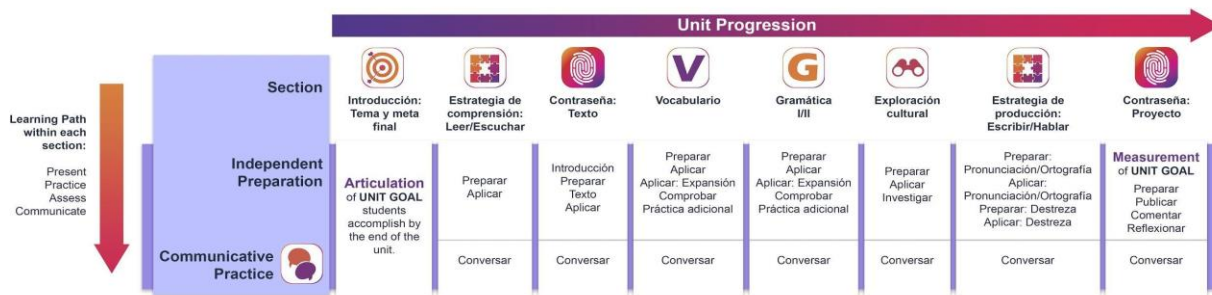 Unit Progression
Learning Path
within each
section:
Present
Practice
Assess
Communicate
Section
Introducción:
Tema y meta
final
Estrategia de
comprensión:
Leer/Escuchar
Contraseña:
Texto
V
Vocabulario
G
Gramática
I/II
Exploración
cultural
Estrategia de
producción:
Escribir/Hablar
Contraseña:
Proyecto
Independent
Preparation
Articulation
of UNIT GOAL
students
accomplish by
the end of the
unit.
Preparar
Aplicar
Introducción
Preparar
Texto
Aplicar
Preparar
Aplicar
Aplicar: Expansión
Comprobar
Práctica adicional
Preparar
Aplicar
Aplicar: Expansión
Comprobar
Práctica adicional
Preparar
Aplicar
Investigar
Preparar:
Pronunciación/Ortografía
Aplicar:
Pronunciación/Ortografía
Preparar: Destreza
Aplicar: Destreza
Measurement
of UNIT GOAL
Preparar
Publicar
Comentar
Reflexionar
Communicative
Practice
Conversar
Conversar
Conversar
Conversar
Conversar
Conversar
Conversar